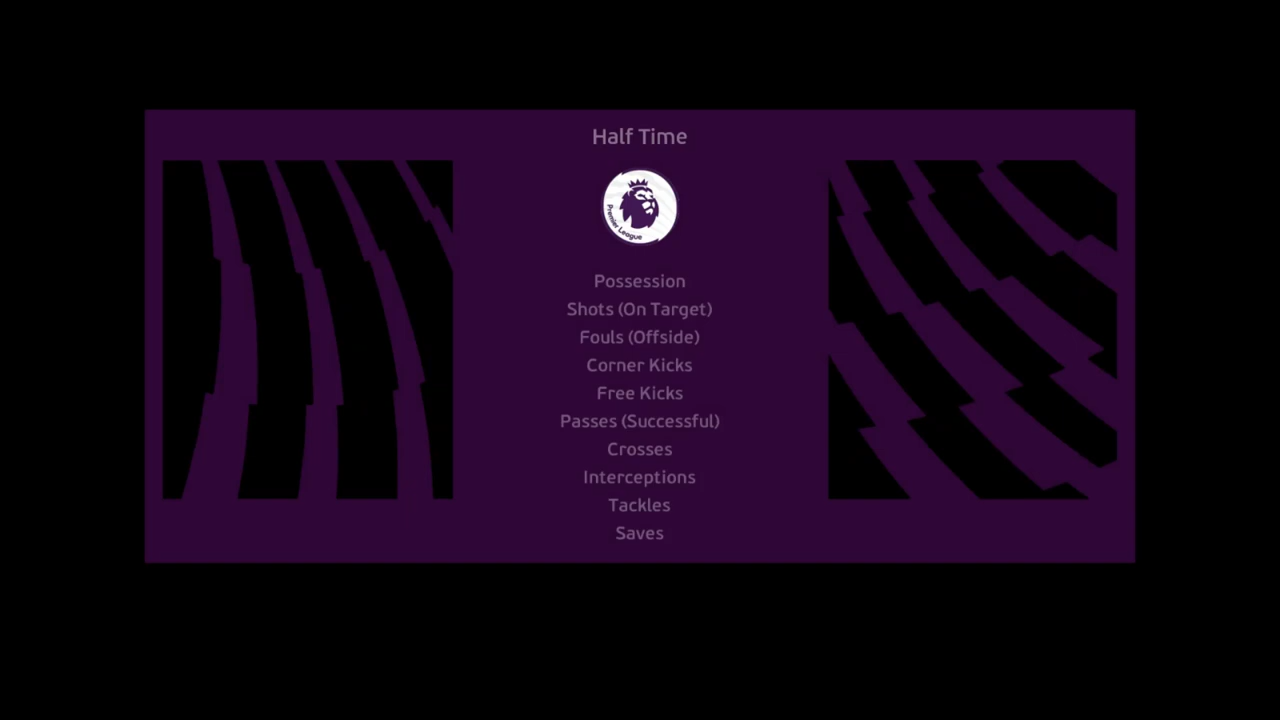 Half Time
Premier League
Possession
Shots (On Target)
Fouls (Offside)
Corner Kicks
Free Kicks
Passes (Successful)
Crosses
Interceptions
Tackles
Saves